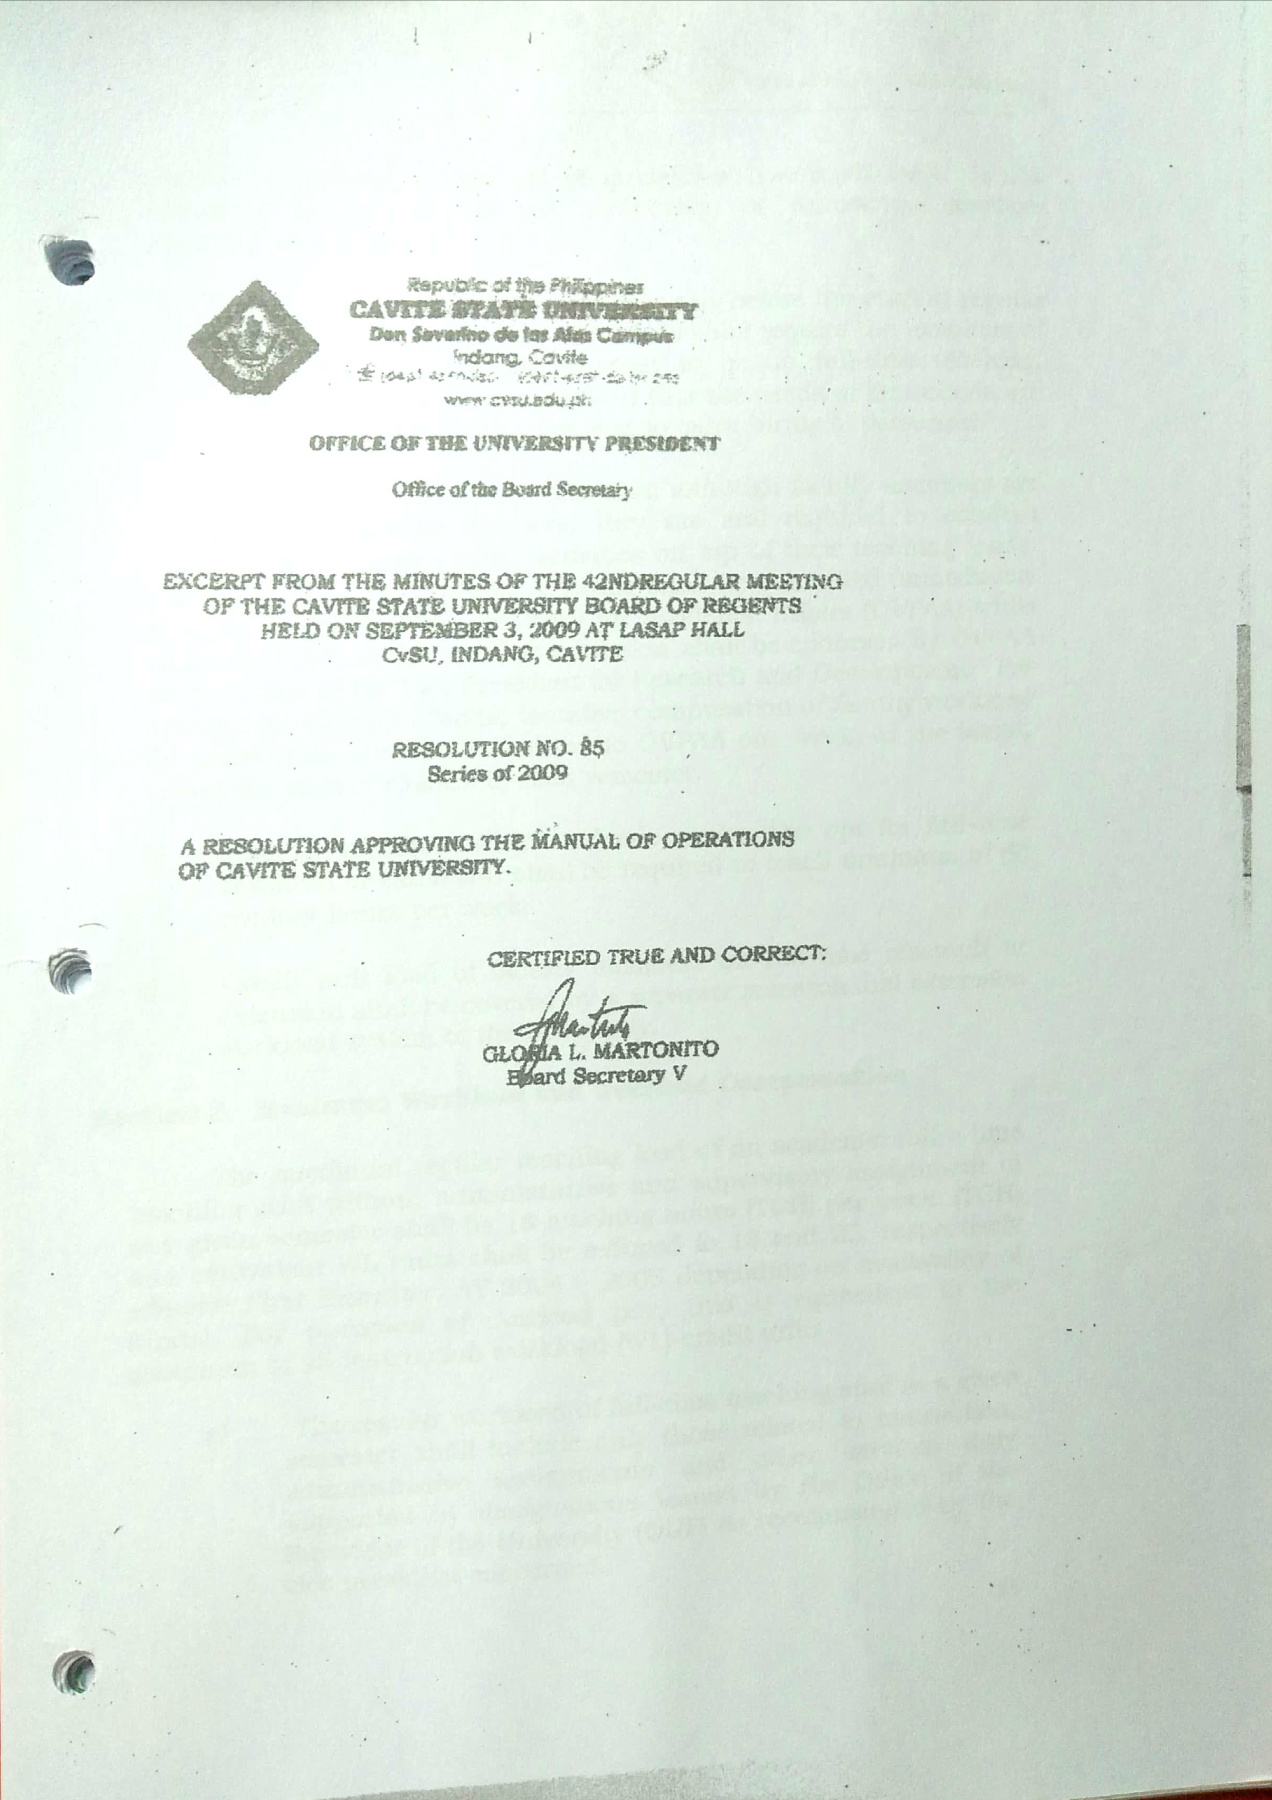 Republic of the Philippines
CAVITE STATE UNIVERSITY
Don Severino de las Alas Campus
Indang, Cavite
www.cvsu.edu.ph
OFFICE OF THE UNIVERSITY PRESIDENT
Office of the Board Secretary
EXCERPT FROM THE MINUTES OF THE 42NDREGULAR MEETING
OF THE CAVITE STATE UNIVERSITY BOARD OF REGENTS
HELD ON SEPTEMBER 3, 2009 AT LASAP HALL
CvSU, INDANG, CAVITE
RESOLUTION NO. 85
Series of 2009
A RESOLUTION APPROVING THE MANUAL OF OPERATIONS
OF CAVITE STATE UNIVERSITY.
CERTIFIED TRUE AND CORRECT:
GLORIA L. MARTONITO
Board Secretary V